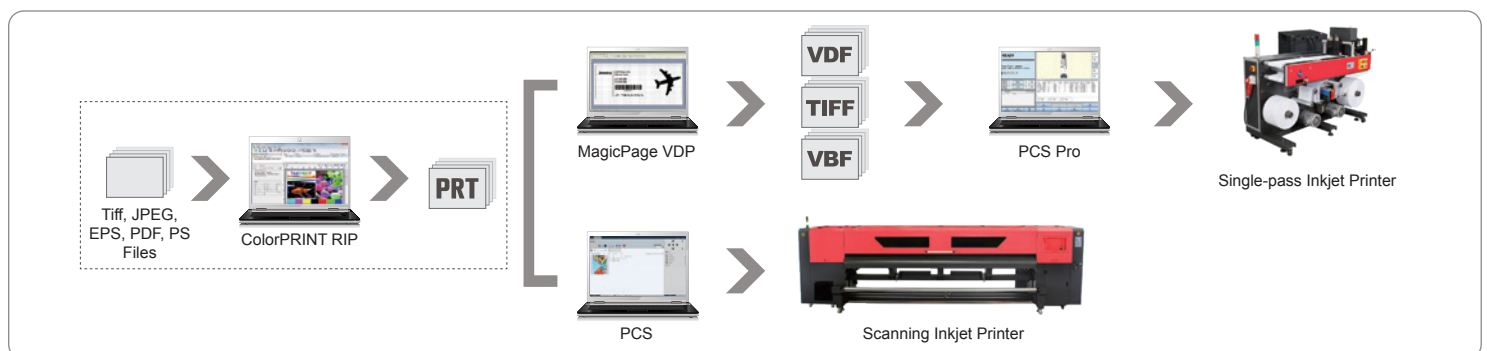 Tiff, JPEG,
EPS, PDF, PS
Files
ColorPRINT RIP
PRT
MagicPage VDP
VDF
TIFF
VBF
PCS Pro
Single-pass Inkjet Printer
PCS
Scanning Inkjet Printer